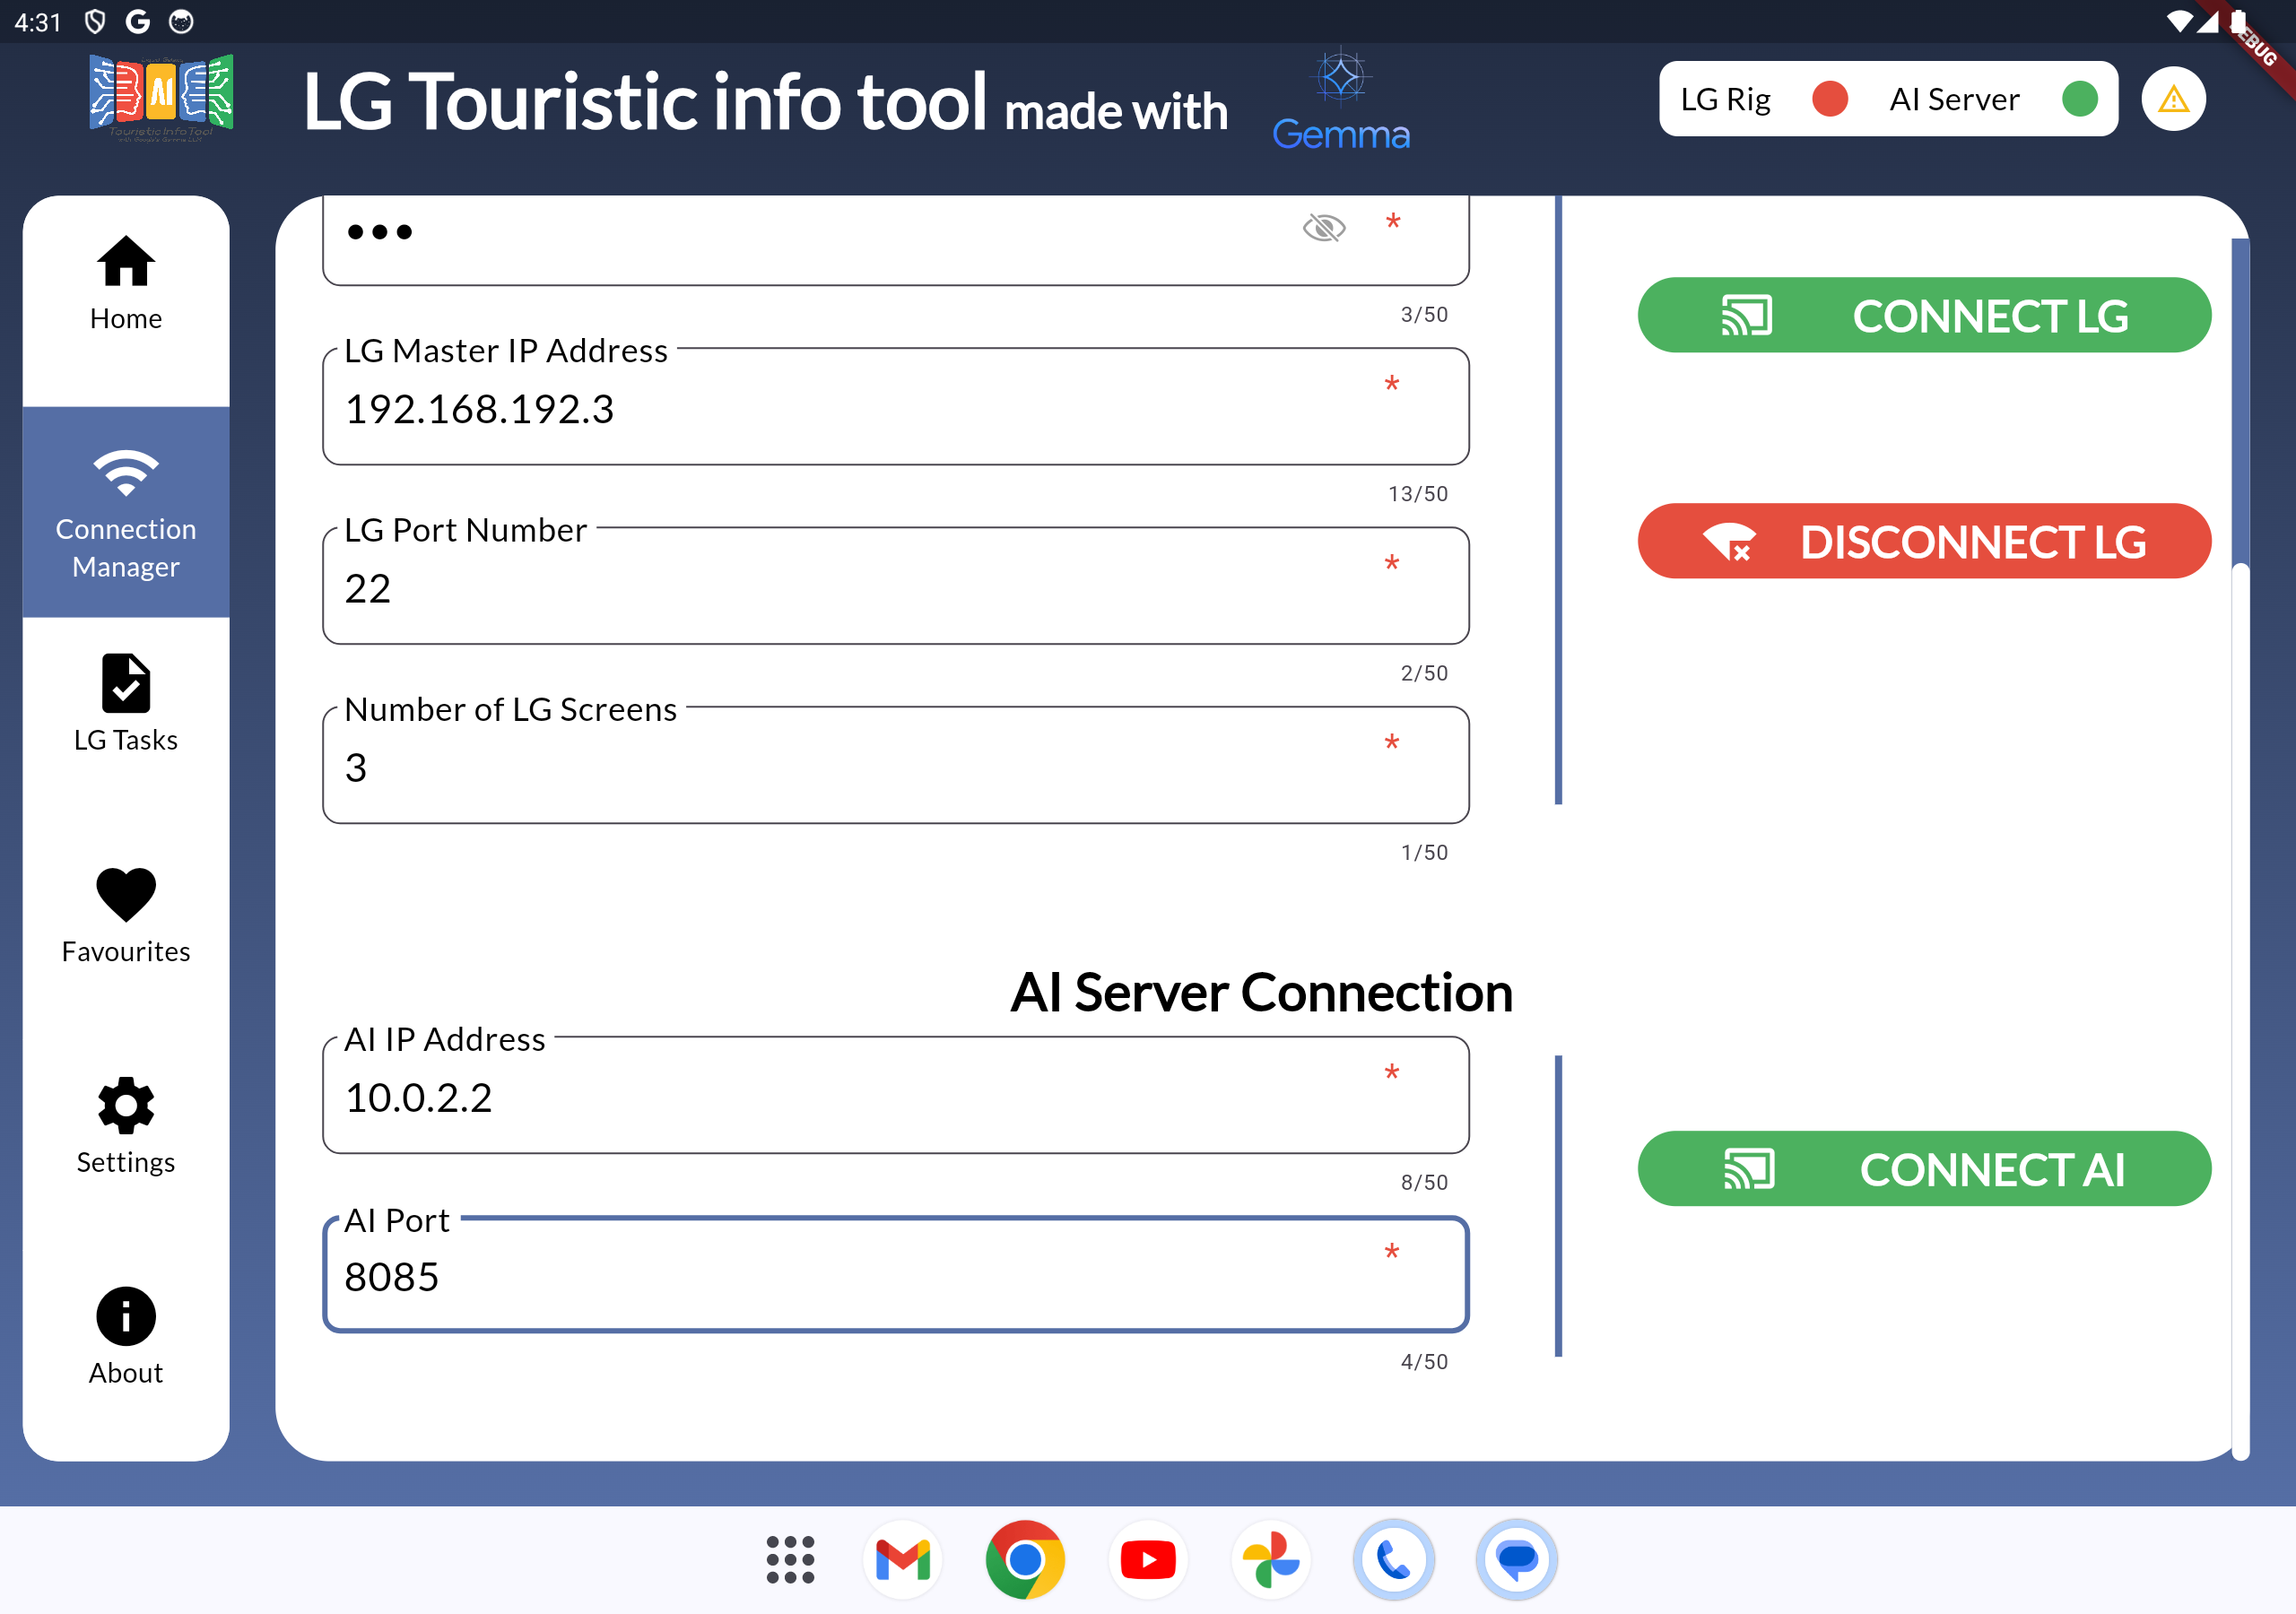 4:31
DEBUG
AI
Touristic Info Tool
LG Touristic info tool made with
Gemma
LG Rig
AI Server
Home
Connection
Manager
LG Tasks
Favourites
Settings
About
•••
*
3/50
LG Master IP Address
192.168.192.3
*
13/50
LG Port Number
22
*
2/50
Number of LG Screens
3
*
1/50
CONNECT LG
DISCONNECT LG
AI Server Connection
AI IP Address
10.0.2.2
*
8/50
AI Port
8085
*
4/50
CONNECT AI